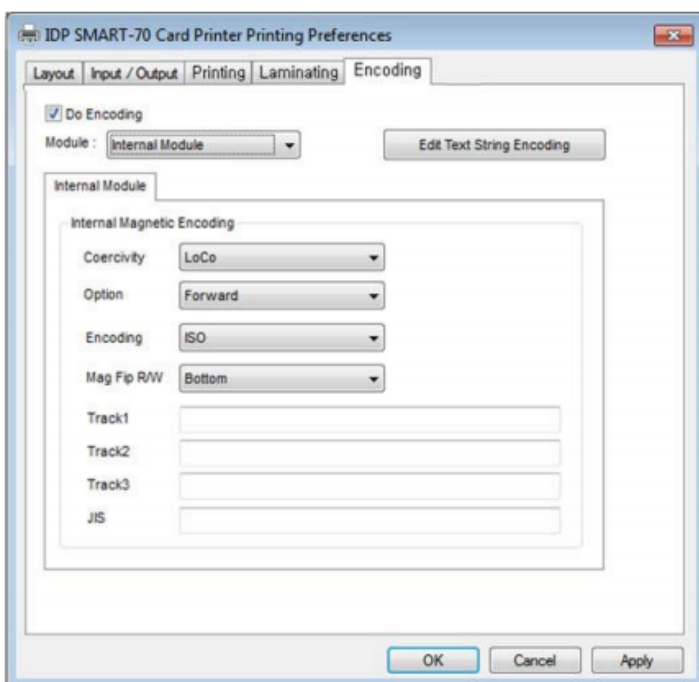 IDP SMART-70 Card Printer Printing Preferences
Layout Input / Output Printing Laminating Encoding
Do Encoding
Module : Internal Module Edit Text String Encoding
Internal Module
Internal Magnetic Encoding
Coercivity LoCo
Option Forward
Encoding ISO
Mag Fip R/W Bottom
Track1
Track2
Track3
JIS
OK Cancel Apply